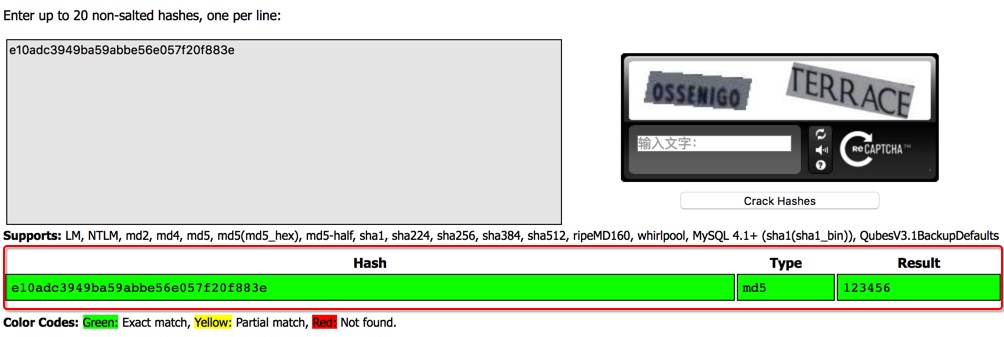 Enter up to 20 non-salted hashes, one per line:
e10adc3949ba59abbe56e057f20f883e
OSSENIGO TERRACE
输入文字：
reCAPTCHA™
Crack Hashes
Supports: LM, NTLM, md2, md4, md5, md5(md5_hex), md5-half, sha1, sha224, sha256, sha384, sha512, ripeMD160, whirlpool, MySQL 4.1+ (sha1(sha1_bin)), QubesV3.1BackupDefaults
Hash Type Result
e10adc3949ba59abbe56e057f20f883e md5 123456
Color Codes: Green: Exact match, Yellow: Partial match, Red: Not found.